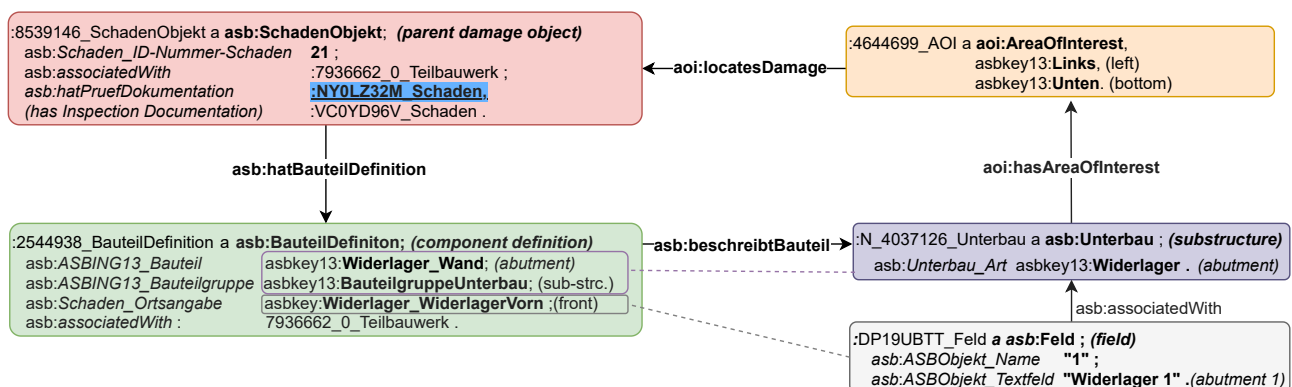 :8539146_SchadenObjekt a asb:SchadenObjekt; (parent damage object)
asb:Schaden_ID-Nummer-Schaden 21 ;
asb:associatedWith :7936662_0_Teilbauwerk ;
asb:hatPruefDokumentation :NY0LZ32M_Schaden,
(has Inspection Documentation) :VC0YD96V_Schaden .
aoi:locatesDamage
:4644699_AOI a aoi:AreaOfInterest,
asbkey13:Links, (left)
asbkey13:Unten. (bottom)
asb:hatBauteilDefinition
aoi:hasAreaOfInterest
:2544938_BauteilDefinition a asb:BauteilDefiniton; (component definition)
asb:ASBING13_Bauteil asbkey13:Widerlager_Wand; (abutment)
asb:ASBING13_Bauteilgruppe asbkey13:BauteilgruppeUnterbau; (sub-strc.)
asb:Schaden_Ortsangabe asbkey:Widerlager_WiderlagerVorn ;(front)
asb:associatedWith : 7936662_0_Teilbauwerk .
asb:beschreibtBauteil
:N_4037126_Unterbau a asb:Unterbau ; (substructure)
asb:Unterbau_Art asbkey13:Widerlager . (abutment)
asb:associatedWith
:DP19UBTT_Feld a asb:Feld ; (field)
asb:ASBObjekt_Name "1" ;
asb:ASBObjekt_Textfeld "Widerlager 1" .(abutment 1)